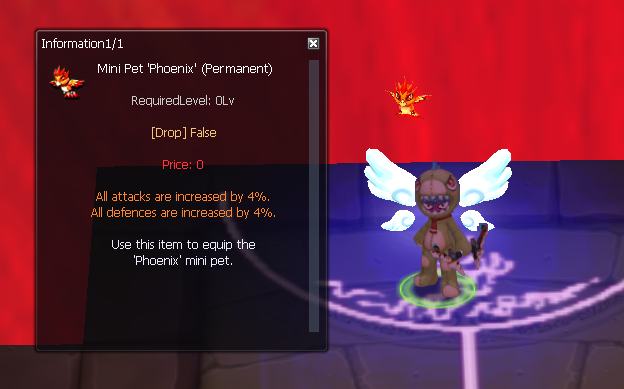 Information1/1
Mini Pet 'Phoenix' (Permanent)
RequiredLevel: 0Lv
[Drop] False
Price: 0
All attacks are increased by 4%.
All defences are increased by 4%.
Use this item to equip the
'Phoenix' mini pet.